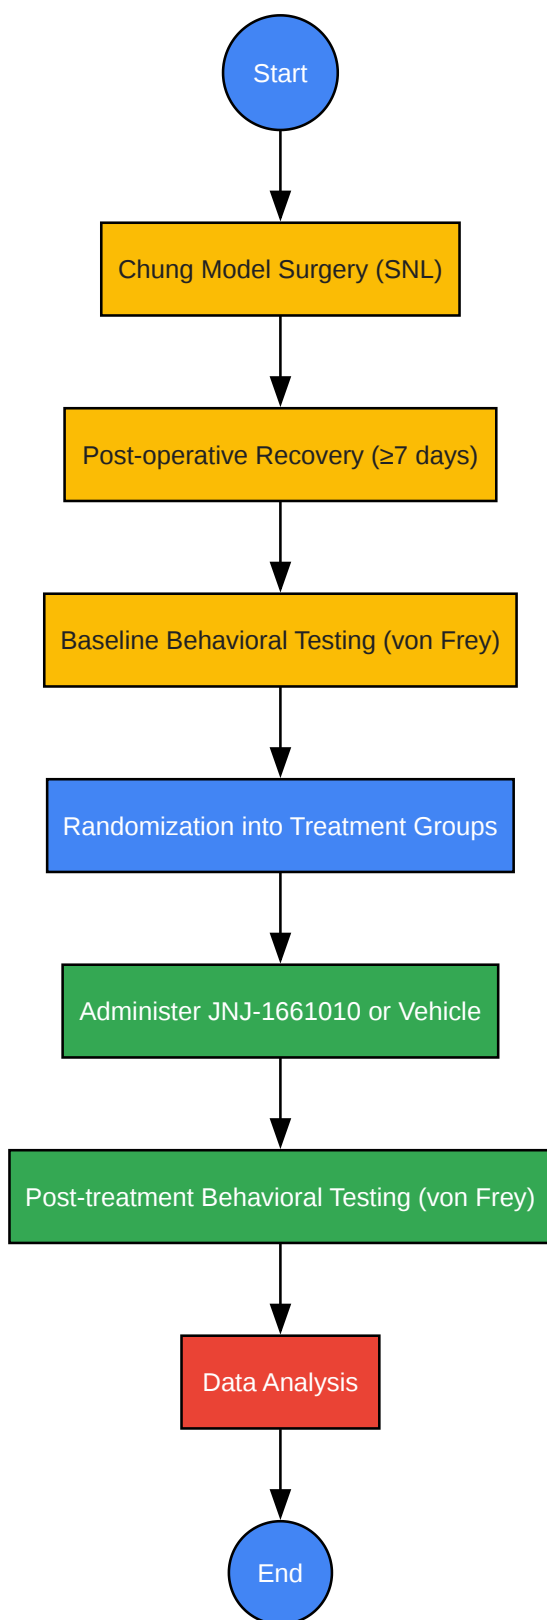 Start
Chung Model Surgery (SNL)
Post-operative Recovery (≥7 days)
Baseline Behavioral Testing (von Frey)
Randomization into Treatment Groups
Administer JNJ-1661010 or Vehicle
Post-treatment Behavioral Testing (von Frey)
Data Analysis
End